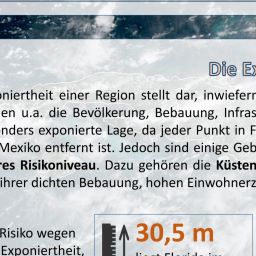 Die Ex
oniertheit einer Region stellt dar, inwiefern
en u.a. die Bevölkerung, Bebauung, Infras
nders exponierte Lage, da jeder Punkt in F
Mexiko entfernt ist. Jedoch sind einige Geb
res Risikoniveau. Dazu gehören die Küsten
ihrer dichten Bebauung, hohen Einwohnerz
Risiko wegen
Exponiertheit,
30,5 m
liegt Florida im